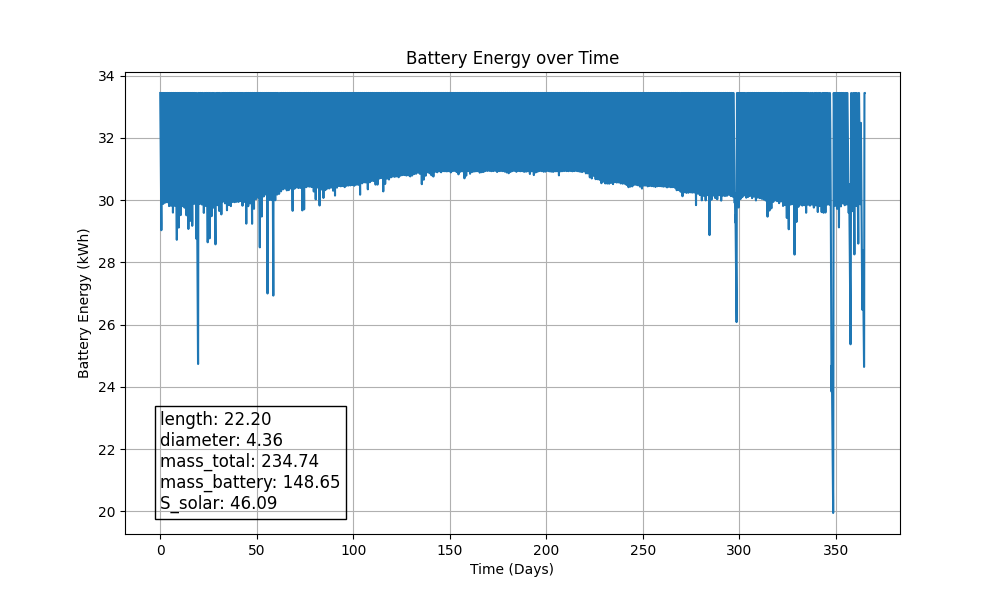 Battery Energy over Time
34
32
30
28
26
24
22
20
Battery Energy (kWh)
length: 22.20
diameter: 4.36
mass_total: 234.74
mass_battery: 148.65
S_solar: 46.09
0 50 100 150 200 250 300 350
Time (Days)